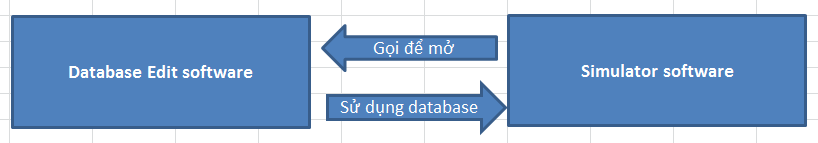 Database Edit software
Gọi để mở
Sử dụng database
Simulator software